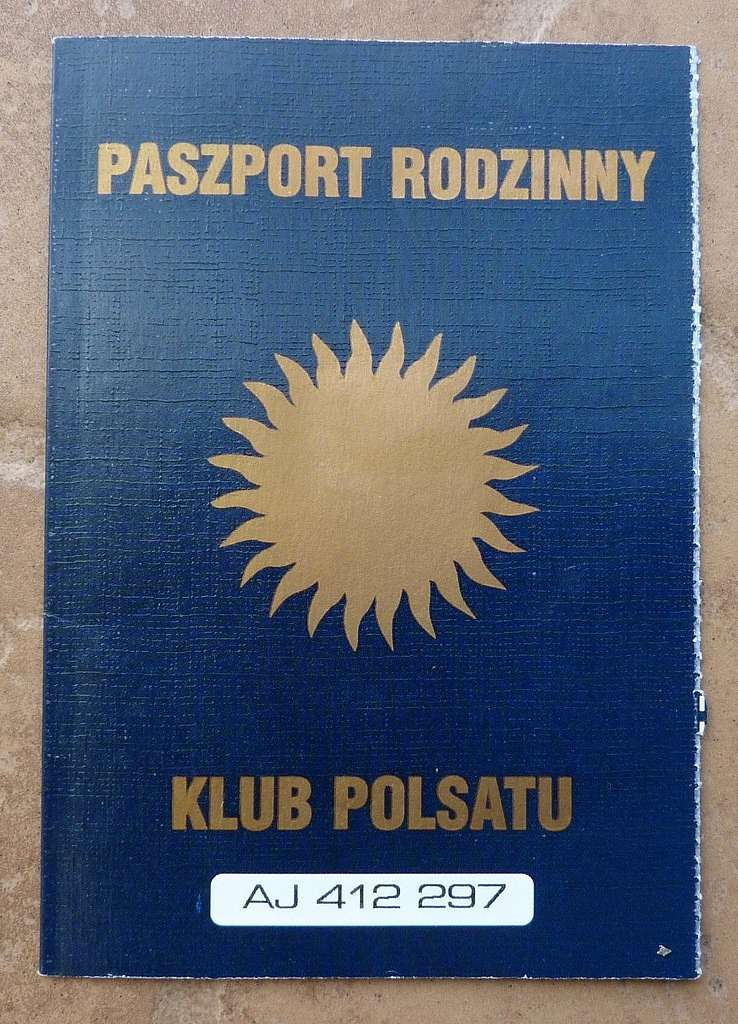 PASZPORT RODZINNY
KLUB POLSATU
AJ 412 297